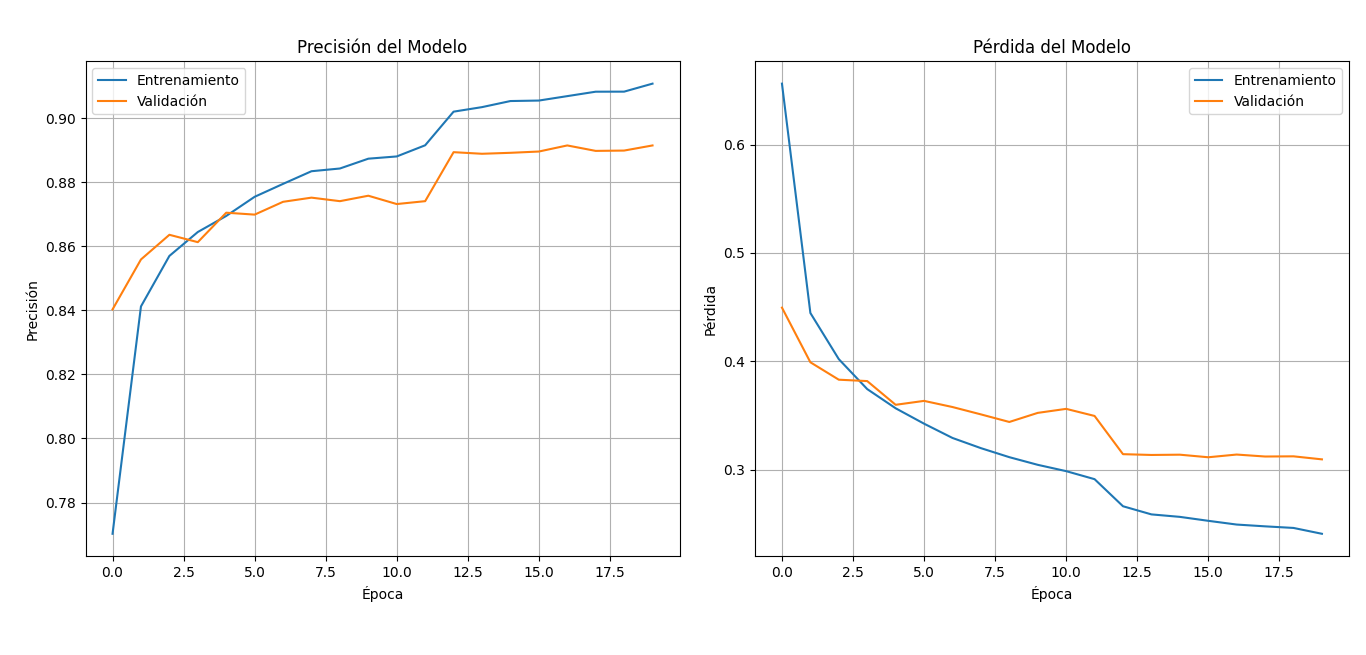 Precisión del Modelo
Entrenamiento
Validación
0.90
0.88
0.86
0.84
0.82
0.80
0.78
Precisión
0.0 2.5 5.0 7.5 10.0 12.5 15.0 17.5
Época
Pérdida del Modelo
Entrenamiento
Validación
0.6
0.5
0.4
0.3
Pérdida
0.0 2.5 5.0 7.5 10.0 12.5 15.0 17.5
Época